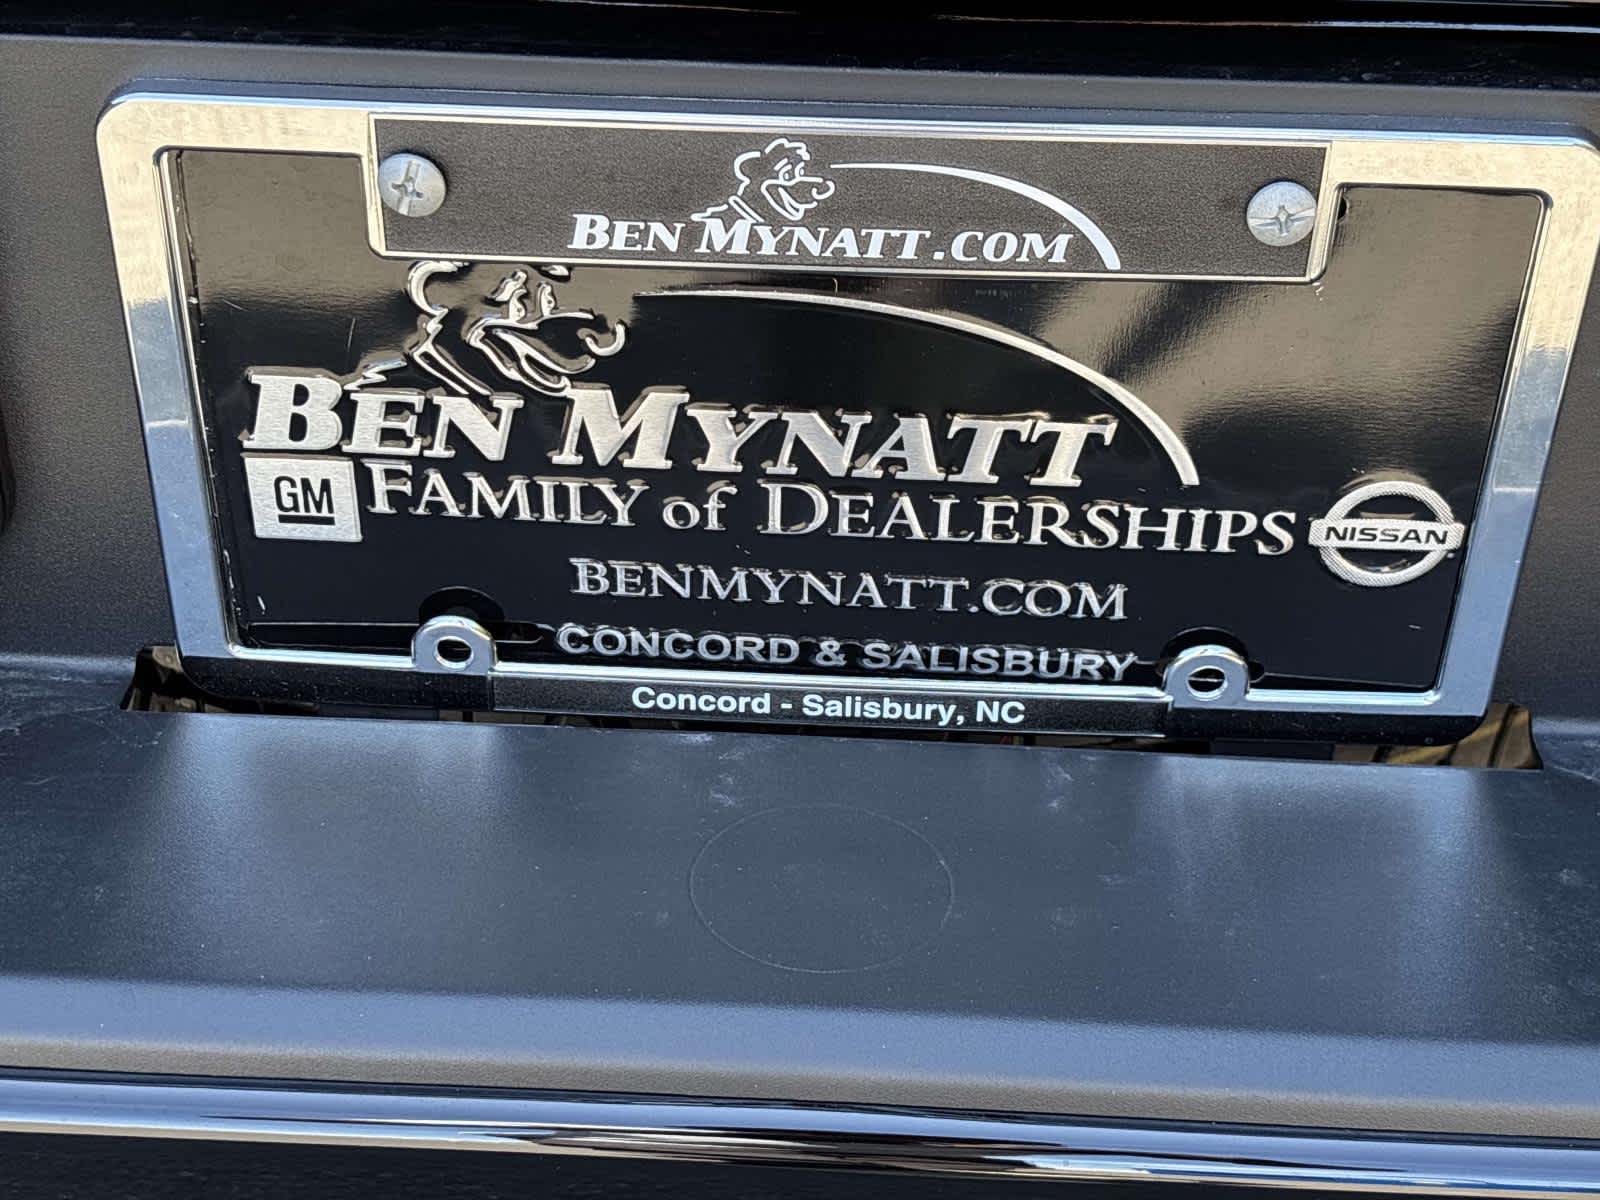 BEN MYNATT.COM
BEN MYNATT
GM FAMILY of DEALERSHIPS NISSAN
BENMYNATT.COM
CONCORD & SALISBURY
Concord - Salisbury, NC